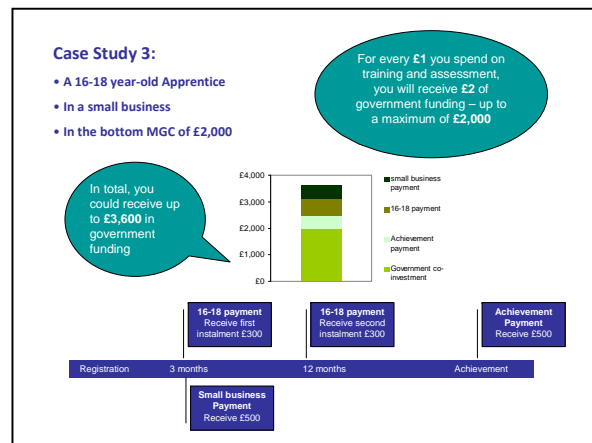 Case Study 3:
• A 16-18 year-old Apprentice
• In a small business
• In the bottom MGC of £2,000
For every £1 you spend on
training and assessment,
you will receive £2 of
government funding – up to
a maximum of £2,000
In total, you
could receive up
to £3,600 in
government
funding
£4,000
£3,000
£2,000
£1,000
£0
small business
payment
16-18 payment
Achievement
payment
Government co-
investment
16-18 payment
Receive first
instalment £300
16-18 payment
Receive second
instalment £300
Achievement
Payment
Receive £500
Registration
3 months
12 months
Achievement
Small business
Payment
Receive £500